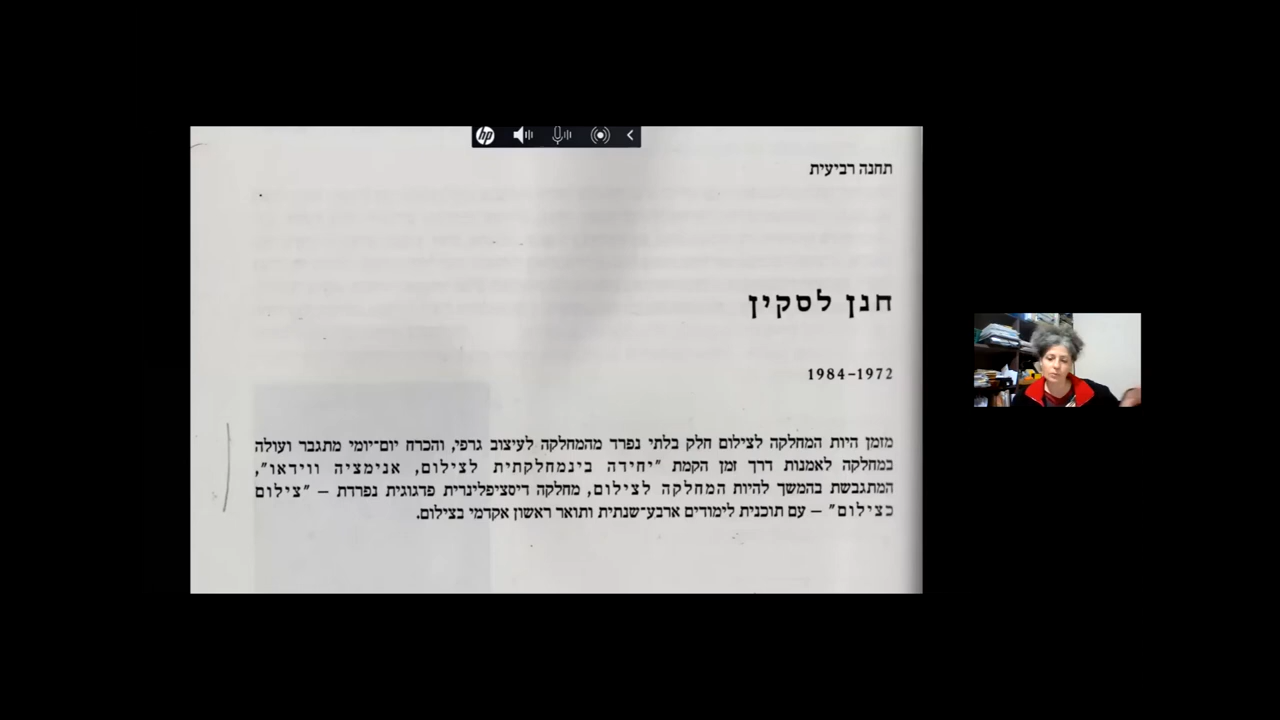 hp
תחנה רביעית
חנן לסקין
1984–1972
מזמן היות המחלקה לצילום חלק בלתי נפרד מהמחלקה לעיצוב גרפי, והכרח יום־יומי מתגבר ועולה
במחלקה לאמנות דרך זמן הקמת "יחידה בינמחלקתית לצילום, אנימציה ווידאו",
המתגבשת בהמשך להיות המחלקה לצילום, מחלקה דיסציפלינרית פדגוגית נפרדת – "צילום
כצילום" – עם תוכנית לימודים ארבע־שנתית ותואר ראשון אקדמי בצילום.